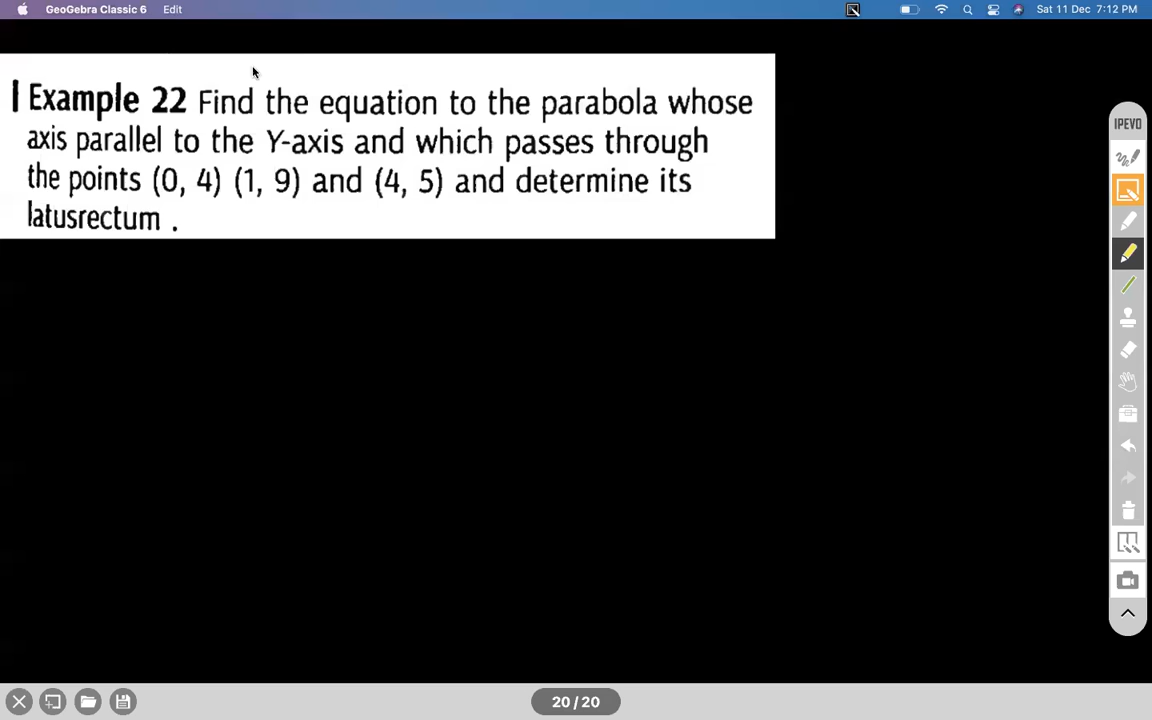 GeoGebra Classic 6 Edit Sat 11 Dec 7:12 PM
Example 22 Find the equation to the parabola whose
axis parallel to the Y-axis and which passes through
the points (0, 4) (1, 9) and (4, 5) and determine its
latusrectum .
IPEVO
20 / 20